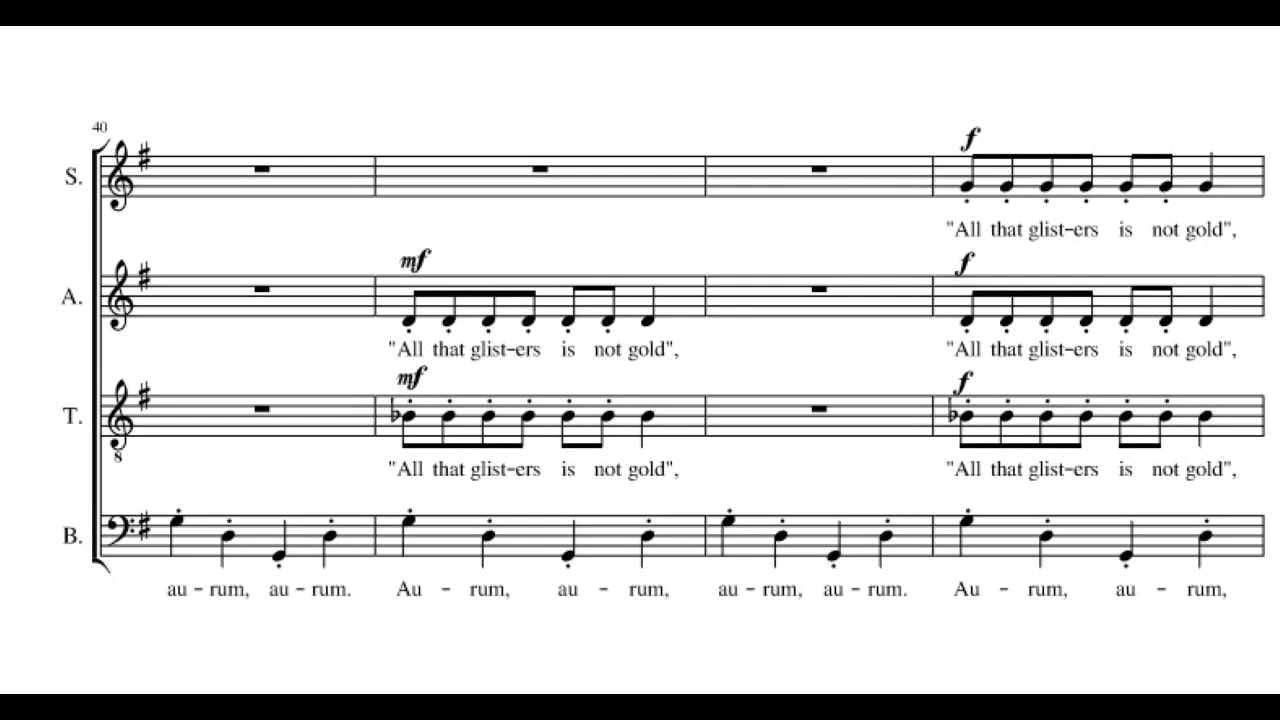 40
f
S.
"All that glist-ers is not gold",
mf f
A.
"All that glist-ers is not gold", "All that glist-ers is not gold",
mf f
T.
8
"All that glist-ers is not gold", "All that glist-ers is not gold",
B.
au - rum, au - rum. Au - rum, au - rum, au - rum, au - rum. Au - rum, au - rum,